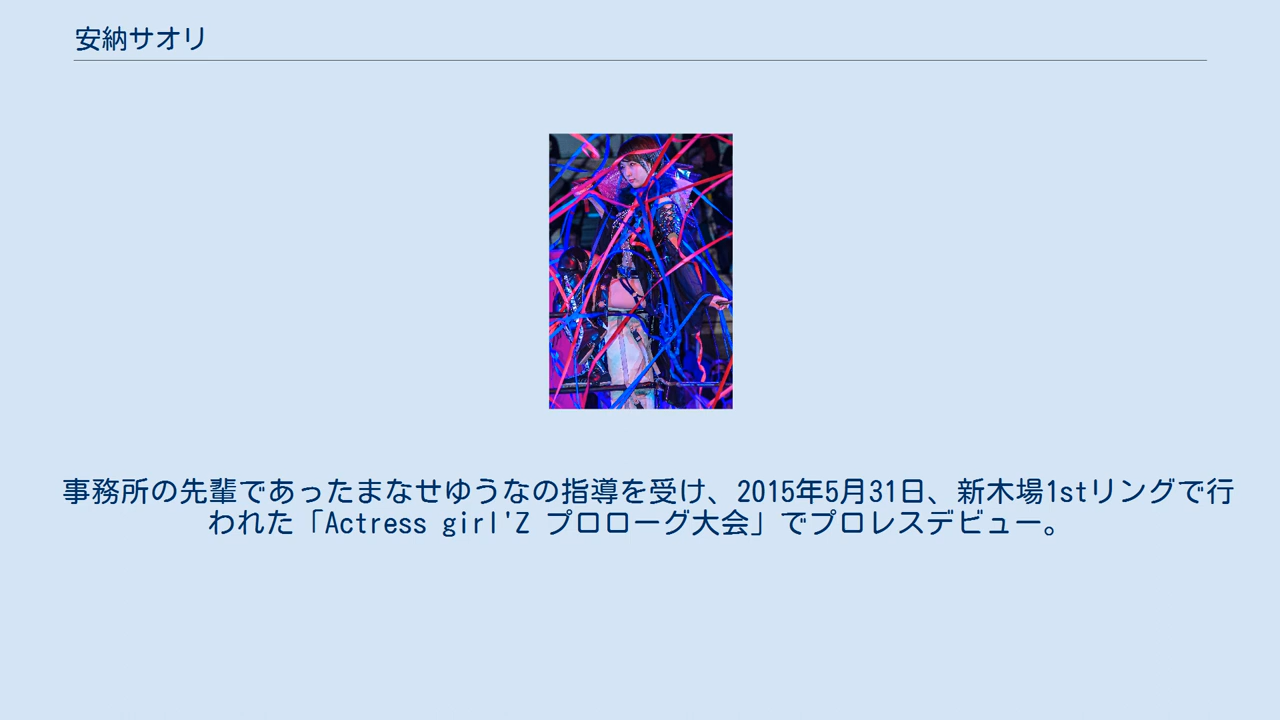 安納サオリ
事務所の先輩であったまなせゆうなの指導を受け、2015年5月31日、新木場1stリングで行
われた「Actress girl'Z プロローグ大会」でプロレスデビュー。